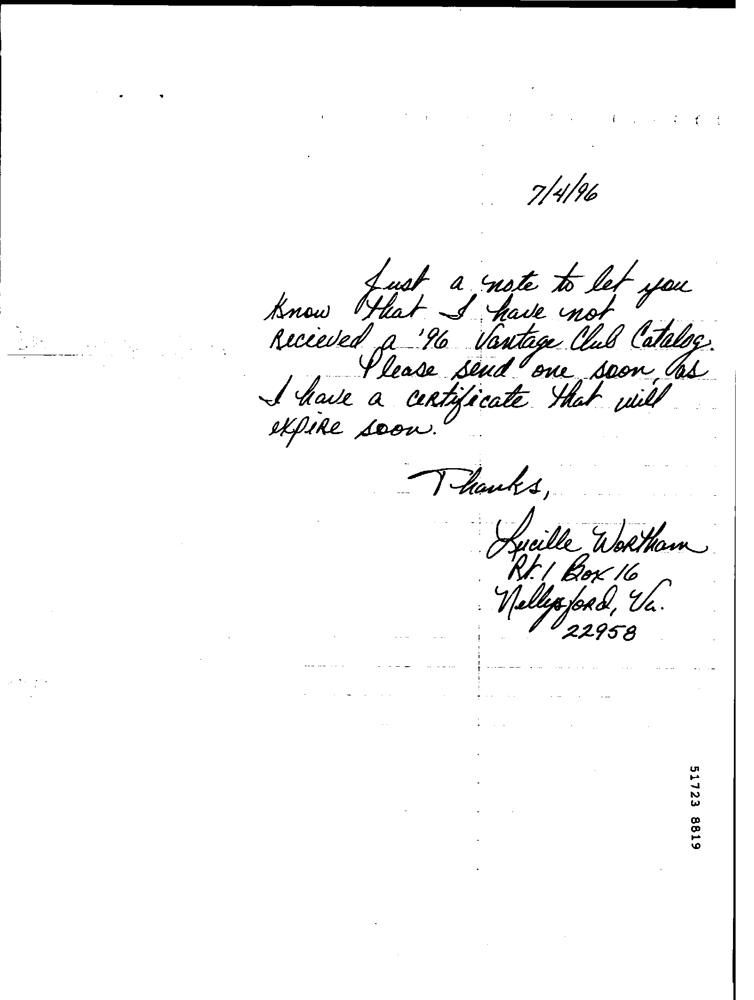 7/4/96
Just a note to let you
know that I have not
recieved a '96 Vantage Club Catalog.
Please send one soon, as
I have a certificate that will
expire soon.
Thanks,
Lucille Wortham
Rt. 1 Box 16
Nellysford, Va.
22958
51723 8819